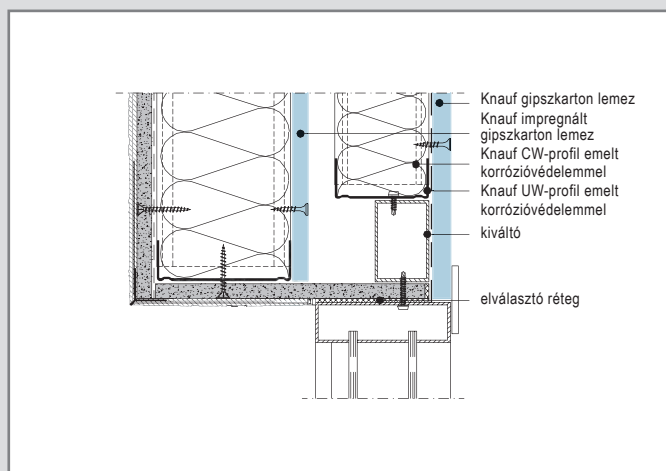 Knauf gipszkarton lemez
Knauf impregnált
gipszkarton lemez
Knauf CW-profil emelt
korrózióvédelemmel
Knauf UW-profil emelt
korrózióvédelemmel
kiváltó
elválasztó réteg